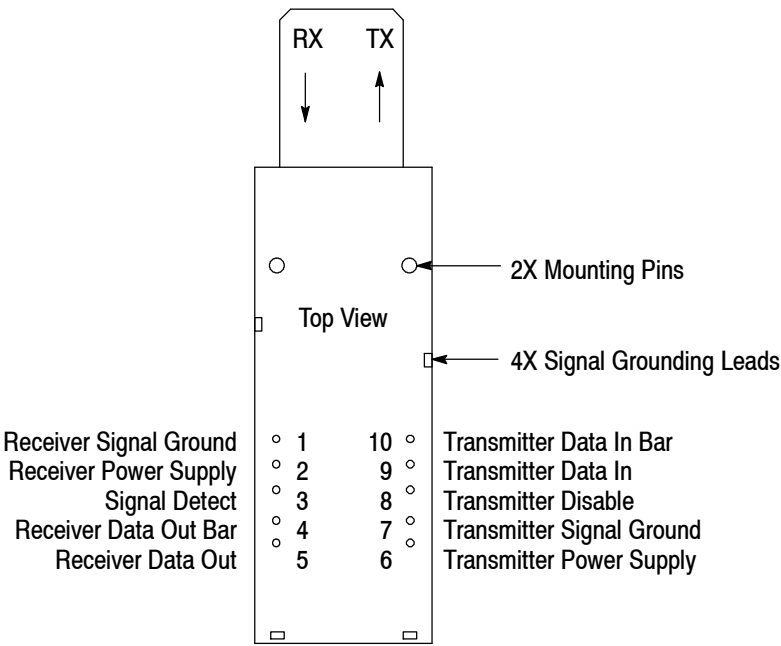 RX TX
2X Mounting Pins
Top View
4X Signal Grounding Leads
Receiver Signal Ground 1 10 Transmitter Data In Bar
Receiver Power Supply 2 9 Transmitter Data In
Signal Detect 3 8 Transmitter Disable
Receiver Data Out Bar 4 7 Transmitter Signal Ground
Receiver Data Out 5 6 Transmitter Power Supply